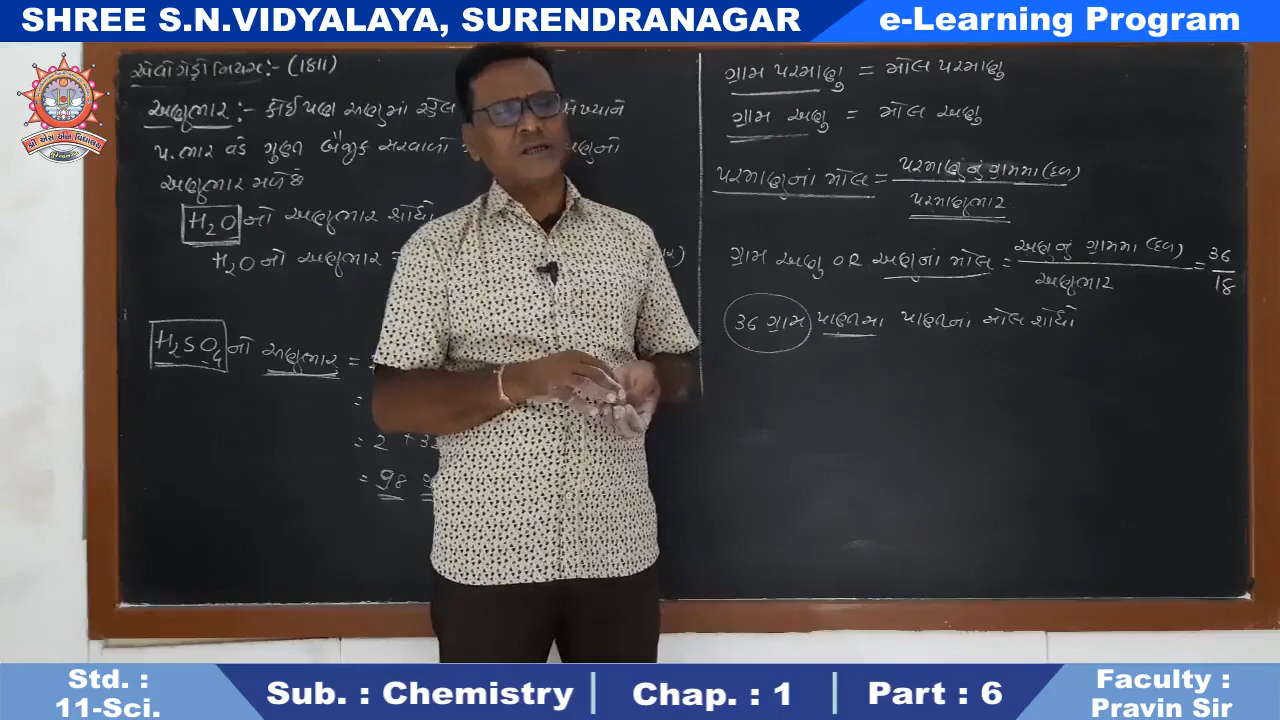 SHREE S.N.VIDYALAYA, SURENDRANAGAR
e-Learning Program
એવોગેડ્રો નિયમ:- (1811)
અણુભાર :- કોઈપણ અણુમાં રહેલ
સંખ્યાને
પ. ભાર વડે ગુણી બૈજીક સરવાળો
અણુભાર મળે છે
H₂O નો અણુભાર શોધો
H₂O નો અણુભાર =
H₂SO₄ નો અણુભાર =
=
= 2 + 32
= 98
ગ્રામ પરમાણુ = મોલ પરમાણુ
ગ્રામ અણુ = મોલ અણુ
પરમાણુનાં મોલ = પરમાણુનું ગ્રામમાં (દળ)
પરમાણુભાર
ગ્રામ અણુ OR અણુનાં મોલ = અણુનું ગ્રામમાં (દળ) = 36
અણુભાર 18
36 ગ્રામ પાણીમાં પાણીનાં મોલ શોધો
Std. :
11-Sci.
Sub. : Chemistry
Chap. : 1
Part : 6
Faculty :
Pravin Sir